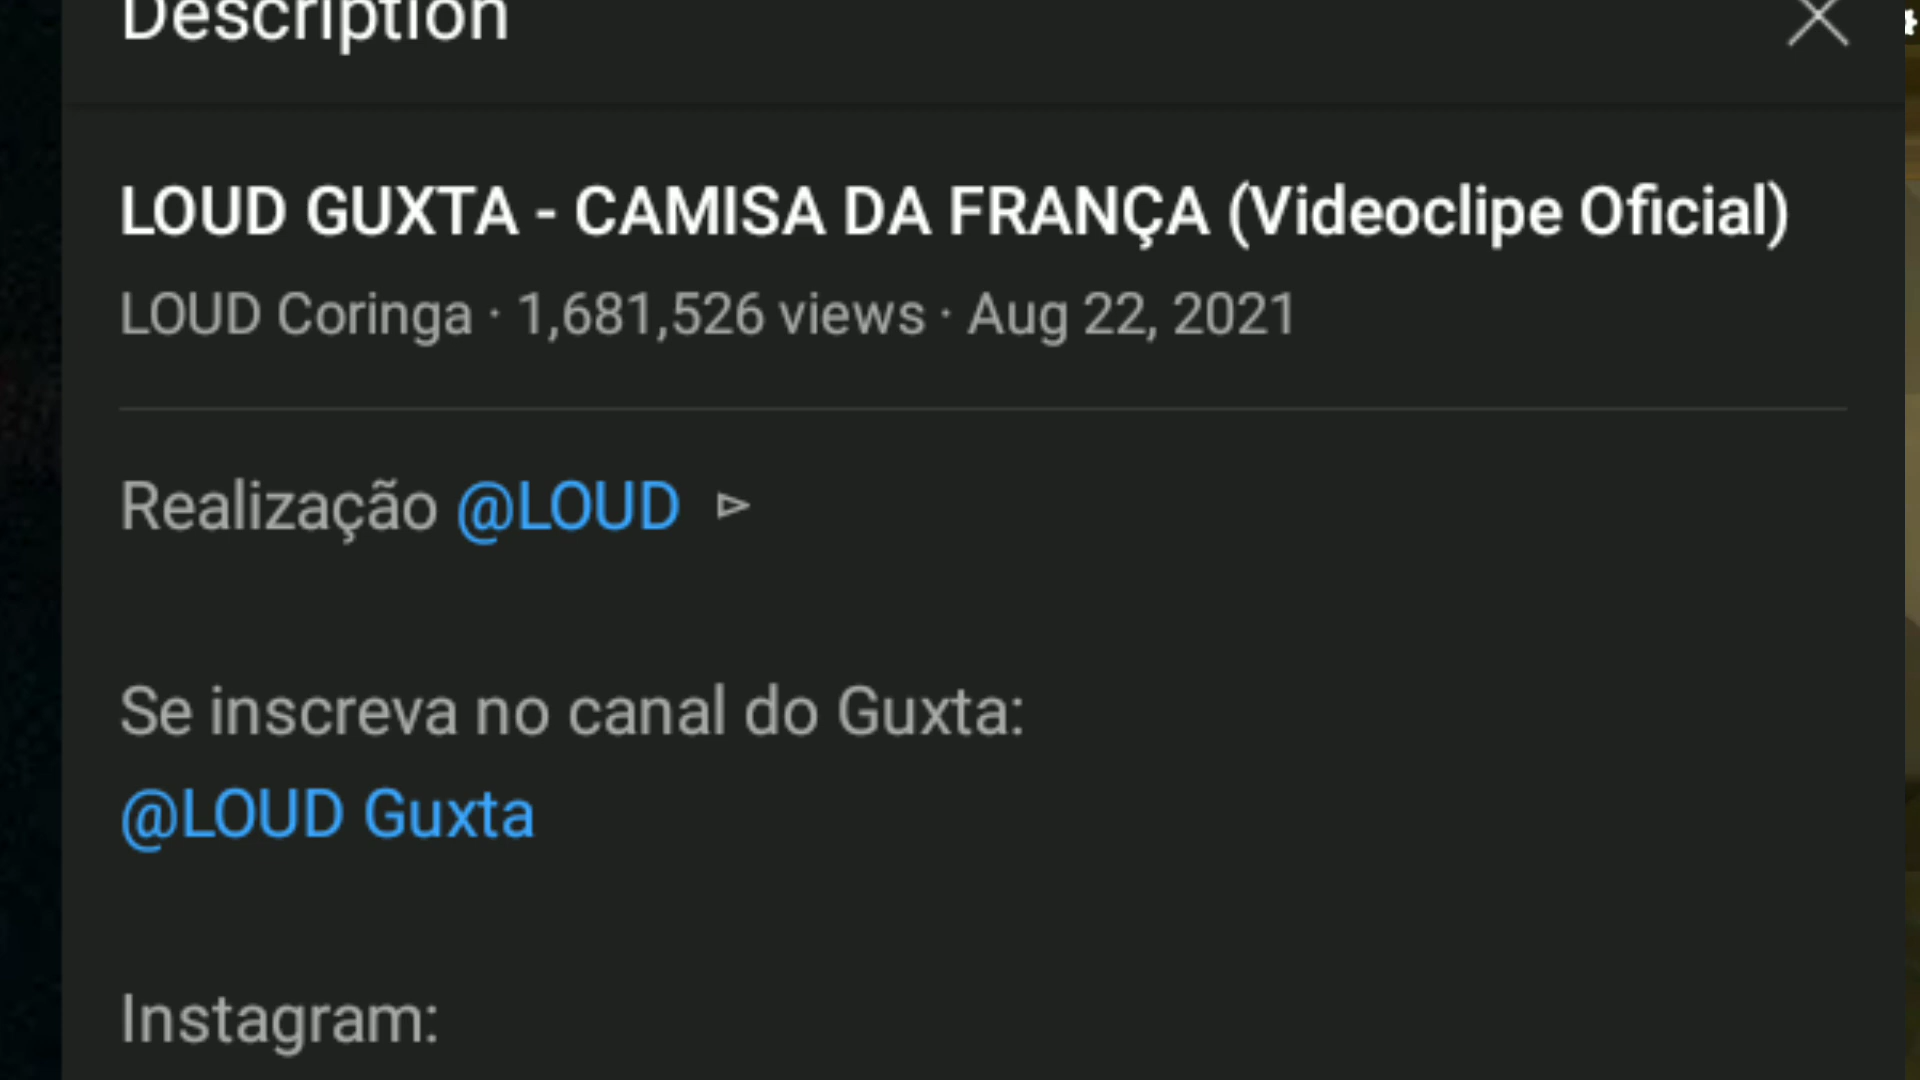 Description
LOUD GUXTA - CAMISA DA FRANÇA (Videoclipe Oficial)
LOUD Coringa · 1,681,526 views · Aug 22, 2021
Realização @LOUD ⊳
Se inscreva no canal do Guxta:
@LOUD Guxta
Instagram: